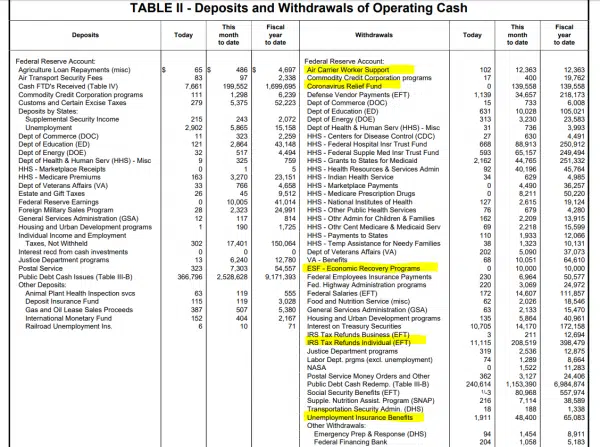 TABLE II - Deposits and Withdrawals of Operating Cash
Deposits Today This month to date Fiscal year to date
Federal Reserve Account:
Agriculture Loan Repayments (misc) $ 65 $ 486 $ 4,697
Air Transport Security Fees 83 97 2,338
Cash FTD's Received (Table IV) 7,661 199,552 1,699,695
Commodity Credit Corporation programs 111 1,298 6,239
Customs and Certain Excise Taxes 279 5,375 52,223
Deposits by States:
Supplemental Security Income 215 243 2,072
Unemployment 2,902 5,865 15,158
Dept of Commerce (DOC) 11 323 2,259
Dept of Education (ED) 121 2,864 43,148
Dept of Energy (DOE) 32 517 4,494
Dept of Health & Human Serv (HHS) - Misc 9 325 759
HHS - Marketplace Receipts 0 1 5
HHS - Medicare Premiums 163 3,270 23,151
Dept of Veterans Affairs (VA) 33 766 4,658
Estate and Gift Taxes 26 45 9,512
Federal Reserve Earnings 0 10,005 41,014
Foreign Military Sales Program 28 2,323 24,991
General Services Administration (GSA) 12 117 814
Housing and Urban Development programs 1 190 1,725
Individual Income and Employment
Taxes, Not Withheld 302 17,401 150,064
Interest recd from cash investments 0 0 0
Justice Department programs 13 6,240 12,780
Postal Service 323 7,303 54,557
Public Debt Cash Issues (Table III-B) 366,796 2,528,628 9,171,393
Other Deposits:
Animal Plant Health Inspection svcs 63 119 555
Deposit Insurance Fund 115 119 3,028
Gas and Oil Lease Sales Proceeds 387 507 5,380
International Monetary Fund 152 404 2,167
Railroad Unemployment Ins. 6 10 71
Withdrawals Today This month to date Fiscal year to date
Federal Reserve Account:
Air Carrier Worker Support 102 12,363 12,363
Commodity Credit Corporation programs 17 400 19,762
Coronavirus Relief Fund 0 139,558 139,558
Defense Vendor Payments (EFT) 1,139 34,657 218,173
Dept of Commerce (DOC) 15 733 6,008
Dept of Education (ED) 631 10,028 105,021
Dept of Energy (DOE) 313 3,230 23,583
Dept of Health & Human Serv (HHS) - Misc 31 736 3,993
HHS - Centers for Disease Control (CDC) 27 630 4,491
HHS - Federal Hospital Insr Trust Fund 668 88,913 250,912
HHS - Federal Supple Med Insr Trust Fund 593 65,157 249,494
HHS - Grants to States for Medicaid 2,162 44,765 251,332
HHS - Health Resources & Services Admin 92 40,196 45,764
HHS - Indian Health Service 34 629 4,985
HHS - Marketplace Payments 0 4,490 36,257
HHS - Medicare Prescription Drugs 0 8,211 50,220
HHS - National Institutes of Health 127 2,615 19,124
HHS - Other Public Health Services 76 679 4,280
HHS - Othr Admin for Children & Families 162 2,209 13,915
HHS - Othr Cent Medicare & Medicaid Serv 69 2,218 15,599
HHS - Payments to States 110 1,933 12,066
HHS - Temp Assistance for Needy Families 38 1,323 10,131
Dept of Veterans Affairs (VA) 202 5,090 37,073
VA - Benefits 68 10,051 64,610
ESF - Economic Recovery Programs 0 10,000 10,000
Federal Employees Insurance Payments 230 6,964 50,577
Fed. Highway Administration programs 220 3,069 24,972
Federal Salaries (EFT) 172 4,607 111,857
Food and Nutrition Service (misc) 62 2,026 18,546
General Services Administration (GSA) 63 2,133 15,470
Housing and Urban Development programs 135 5,864 40,961
Interest on Treasury Securities 10,705 14,170 172,158
IRS Tax Refunds Business (EFT) 3 211 12,694
IRS Tax Refunds Individual (EFT) 11,115 208,519 398,479
Justice Department programs 319 2,536 12,875
Labor Dept. prgms (excl. unemployment) 74 1,289 8,664
NASA 0 1,522 11,283
Postal Service Money Orders and Other 362 3,127 24,406
Public Debt Cash Redemp. (Table III-B) 240,614 1,153,390 6,984,874
Social Security Benefits (EFT) 80,968 557,974
Supple. Nutrition Assist. Program (SNAP) 216 7,114 38,589
Transportation Security Admin. (DHS) 18 188 1,338
Unemployment Insurance Benefits 1,911 48,400 65,083
Other Withdrawals:
Emergency Prep & Response (DHS) 94 1,454 8,911
Federal Financing Bank 204 1,058 5,183